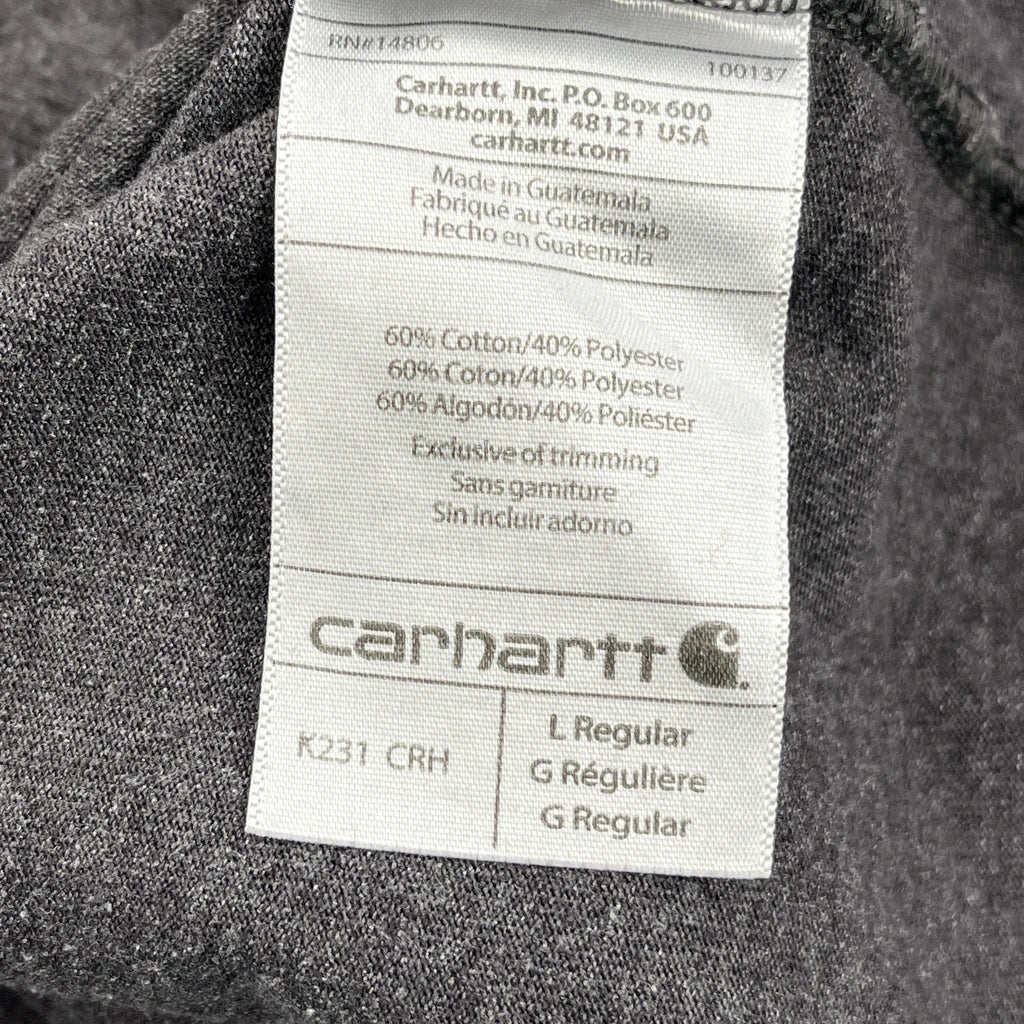 RN#14806
100137
Carhartt, Inc. P.O. Box 600
Dearborn, MI 48121 USA
carhartt.com
Made in Guatemala
Fabriqué au Guatemala
Hecho en Guatemala
60% Cotton/40% Polyester
60% Coton/40% Polyester
60% Algodón/40% Poliéster
Exclusive of trimming
Sans garniture
Sin incluir adorno
carhartt
K231 CRH
L Regular
G Régulière
G Regular